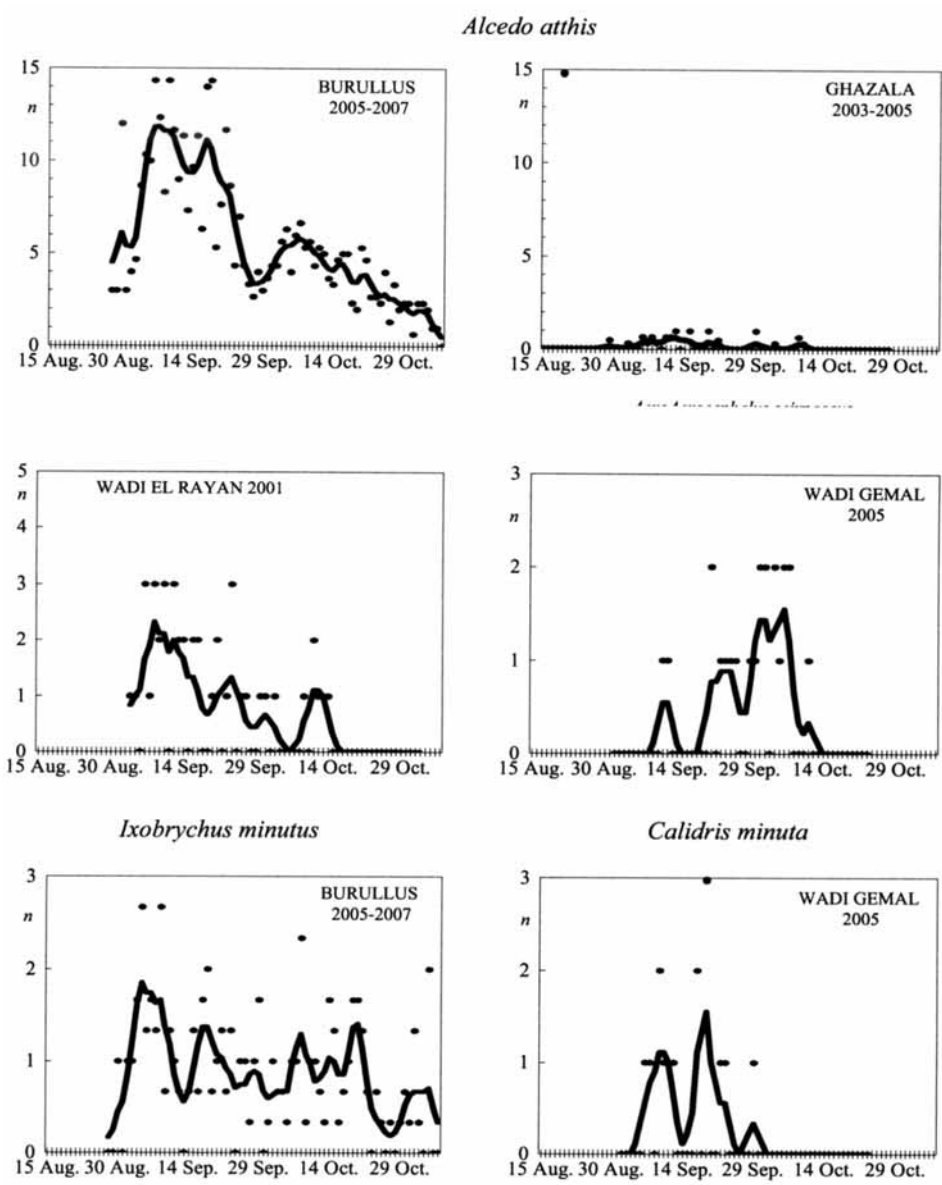 Alcedo atthis
15
n
10
5
0
BURULLUS
2005-2007
15 Aug. 30 Aug. 14 Sep. 29 Sep. 14 Oct. 29 Oct.
15
n
10
5
0
GHAZALA
2003-2005
15 Aug. 30 Aug. 14 Sep. 29 Sep. 14 Oct. 29 Oct.
5
n
4
3
2
1
0
WADI EL RAYAN 2001
15 Aug. 30 Aug. 14 Sep. 29 Sep. 14 Oct. 29 Oct.
3
n
2
1
0
WADI GEMAL
2005
15 Aug. 30 Aug. 14 Sep. 29 Sep. 14 Oct. 29 Oct.
Ixobrychus minutus
3
n
2
1
0
BURULLUS
2005-2007
15 Aug. 30 Aug. 14 Sep. 29 Sep. 14 Oct. 29 Oct.
Calidris minuta
3
n
2
1
0
WADI GEMAL
2005
15 Aug. 30 Aug. 14 Sep. 29 Sep. 14 Oct. 29 Oct.